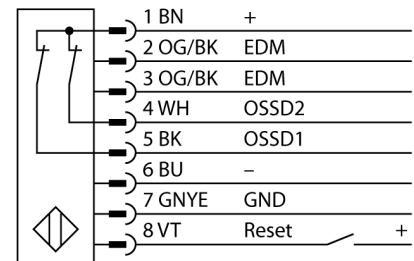 1 BN +
2 OG/BK EDM
3 OG/BK EDM
4 WH OSSD2
5 BK OSSD1
6 BU –
7 GNYE GND
8 VT Reset +